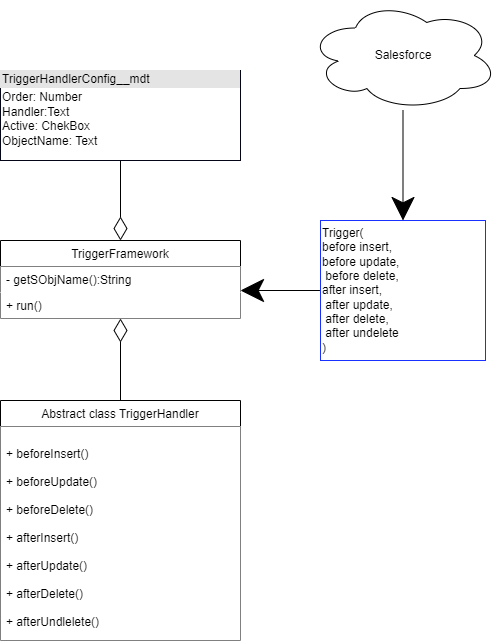 Salesforce
TriggerHandlerConfig__mdt
Order: Number
Handler:Text
Active: ChekBox
ObjectName: Text
TriggerFramework
- getSObjName():String
+ run()
Trigger(
before insert,
before update,
before delete,
after insert,
after update,
after delete,
after undelete
)
Abstract class TriggerHandler
+ beforeInsert()
+ beforeUpdate()
+ beforeDelete()
+ afterInsert()
+ afterUpdate()
+ afterDelete()
+ afterUndlelete()